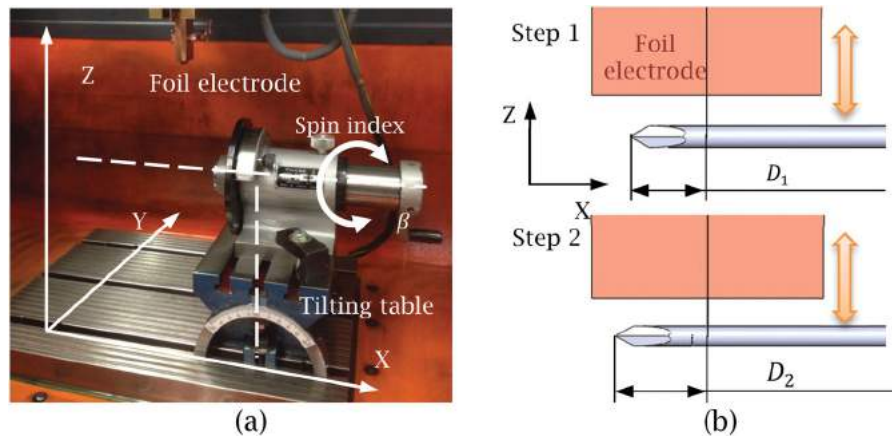 Z
Foil electrode
Spin index
β
Y
Tilting table
X
(a)
Step 1
Foil
electrode
Z
D₁
X
Step 2
D₂
(b)